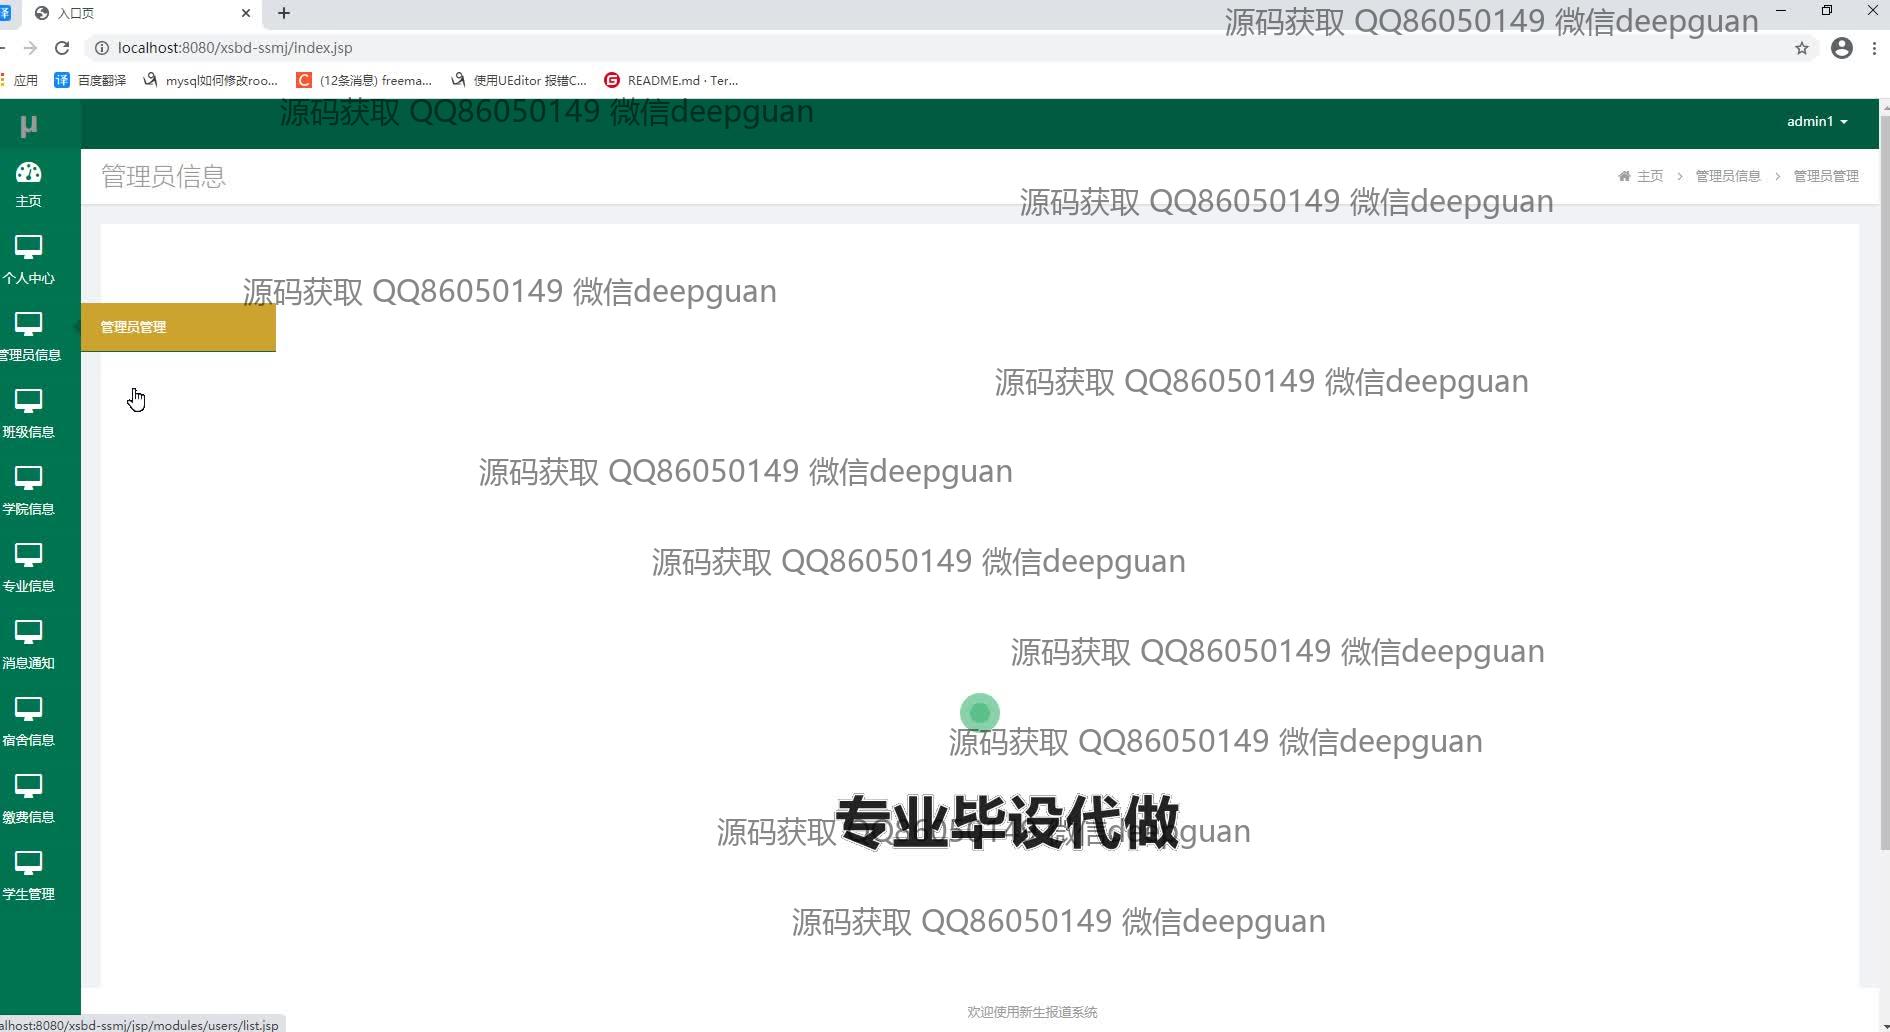 译
入口页
源码获取 QQ86050149 微信deepguan
localhost:8080/xsbd-ssmj/index.jsp
应用
译 百度翻译
mysql如何修改roo...
C (12条消息) freema...
使用UEditor 报错C...
G README.md · Ter...
源码获取 QQ86050149 微信deepguan
μ
admin1
管理员信息
主页 > 管理员信息 > 管理员管理
源码获取 QQ86050149 微信deepguan
主页
个人中心
源码获取 QQ86050149 微信deepguan
管理员管理
管理员信息
源码获取 QQ86050149 微信deepguan
班级信息
源码获取 QQ86050149 微信deepguan
学院信息
源码获取 QQ86050149 微信deepguan
专业信息
源码获取 QQ86050149 微信deepguan
消息通知
源码获取 QQ86050149 微信deepguan
宿舍信息
专业毕设代做
源码获取 QQ86050149 微信deepguan
缴费信息
学生管理
源码获取 QQ86050149 微信deepguan
欢迎使用新生报道系统
alhost:8080/xsbd-ssmj/jsp/modules/users/list.jsp